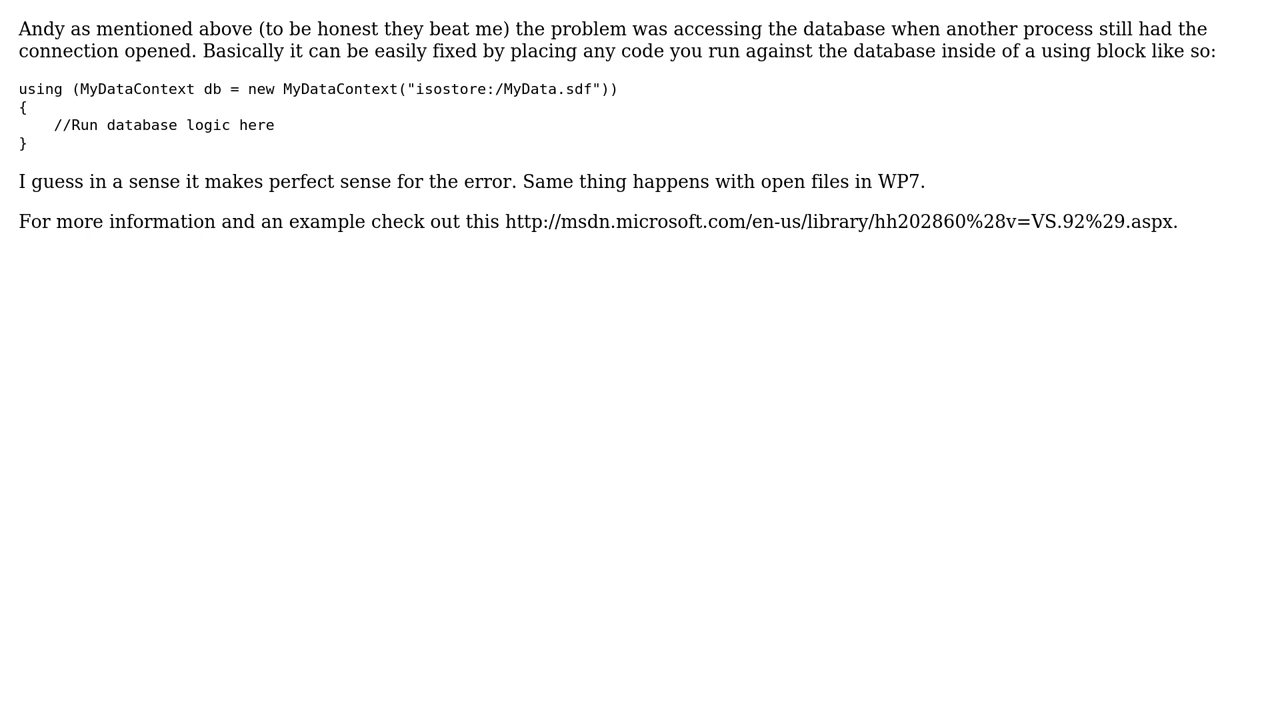 Andy as mentioned above (to be honest they beat me) the problem was accessing the database when another process still had the
connection opened. Basically it can be easily fixed by placing any code you run against the database inside of a using block like so:
using (MyDataContext db = new MyDataContext("isostore:/MyData.sdf"))
{
    //Run database logic here
}
I guess in a sense it makes perfect sense for the error. Same thing happens with open files in WP7.
For more information and an example check out this http://msdn.microsoft.com/en-us/library/hh202860%28v=VS.92%29.aspx.